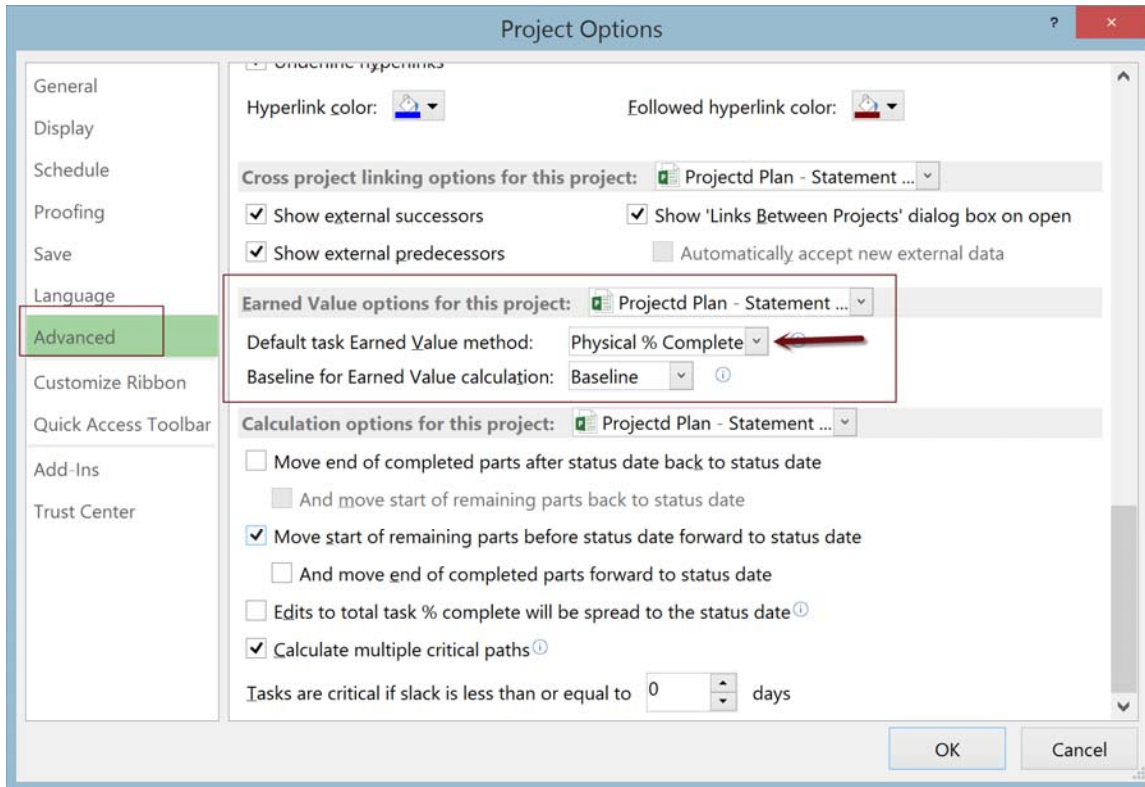 Project Options
?
General
Display
Schedule
Proofing
Save
Language
Advanced
Customize Ribbon
Quick Access Toolbar
Add-Ins
Trust Center
Underline hyperlinks
Hyperlink color: Followed hyperlink color:
Cross project linking options for this project: Projectd Plan - Statement ...
Show external successors Show 'Links Between Projects' dialog box on open
Show external predecessors Automatically accept new external data
Earned Value options for this project: Projectd Plan - Statement ...
Default task Earned Value method: Physical % Complete
Baseline for Earned Value calculation: Baseline
Calculation options for this project: Projectd Plan - Statement ...
Move end of completed parts after status date back to status date
And move start of remaining parts back to status date
Move start of remaining parts before status date forward to status date
And move end of completed parts forward to status date
Edits to total task % complete will be spread to the status date
Calculate multiple critical paths
Tasks are critical if slack is less than or equal to 0 days
OK Cancel